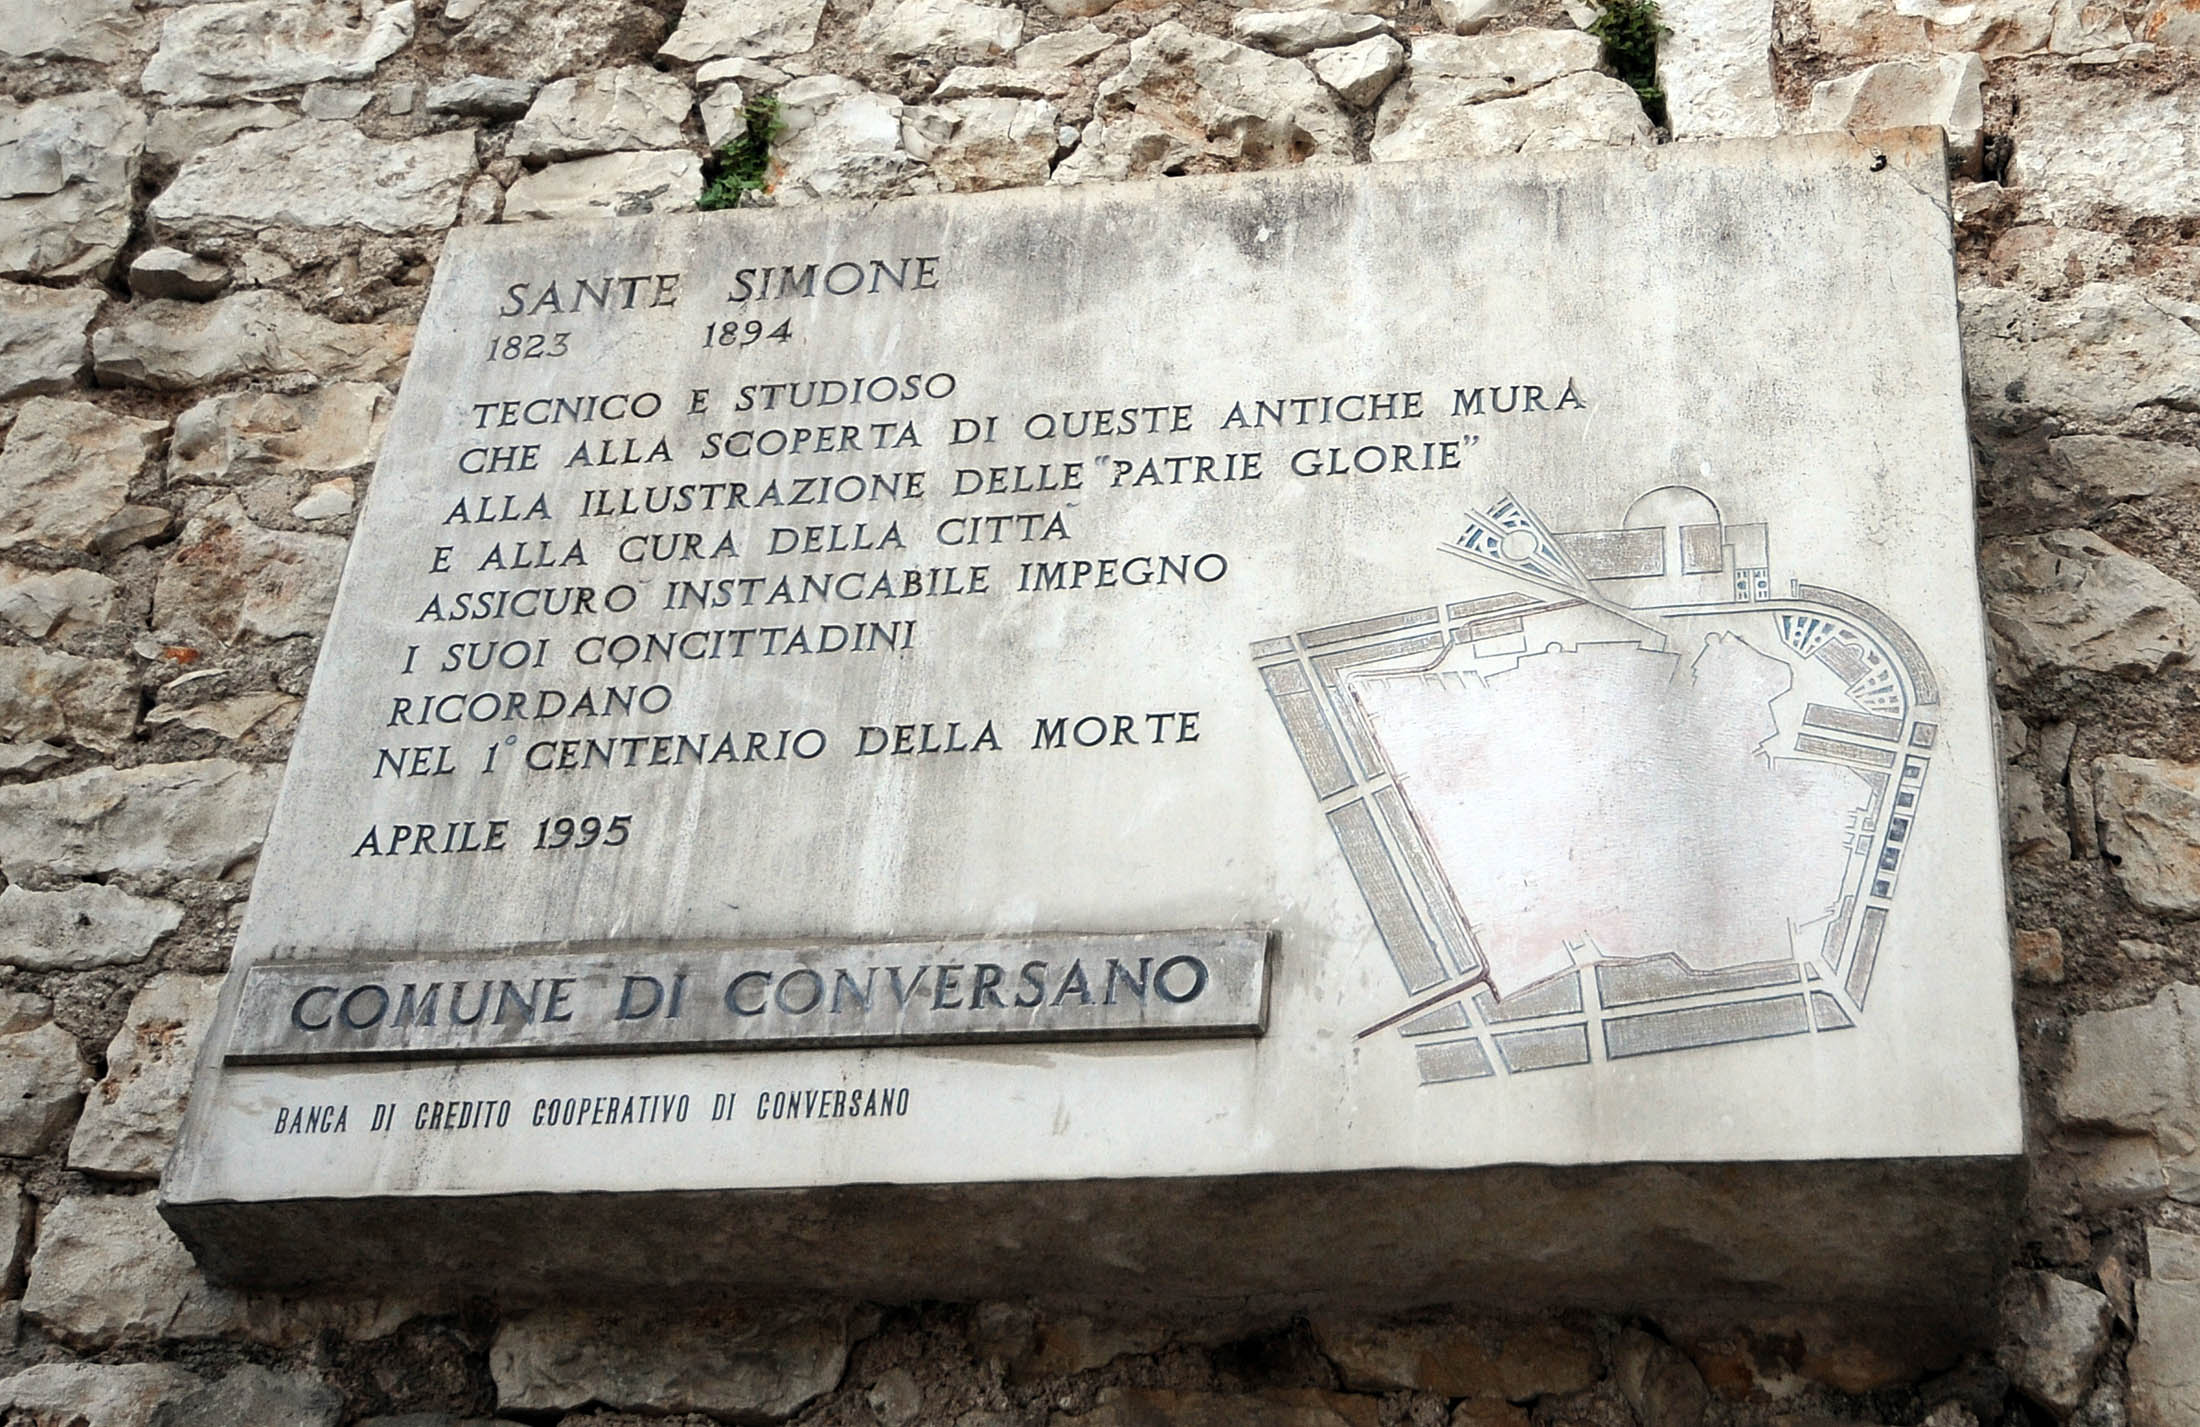 SANTE SIMONE
1823 1894
TECNICO E STUDIOSO
CHE ALLA SCOPERTA DI QUESTE ANTICHE MURA
ALLA ILLUSTRAZIONE DELLE "PATRIE GLORIE"
E ALLA CURA DELLA CITTÀ
ASSICURÒ INSTANCABILE IMPEGNO
I SUOI CONCITTADINI
RICORDANO
NEL 1° CENTENARIO DELLA MORTE
APRILE 1995
COMUNE DI CONVERSANO
BANCA DI CREDITO COOPERATIVO DI CONVERSANO